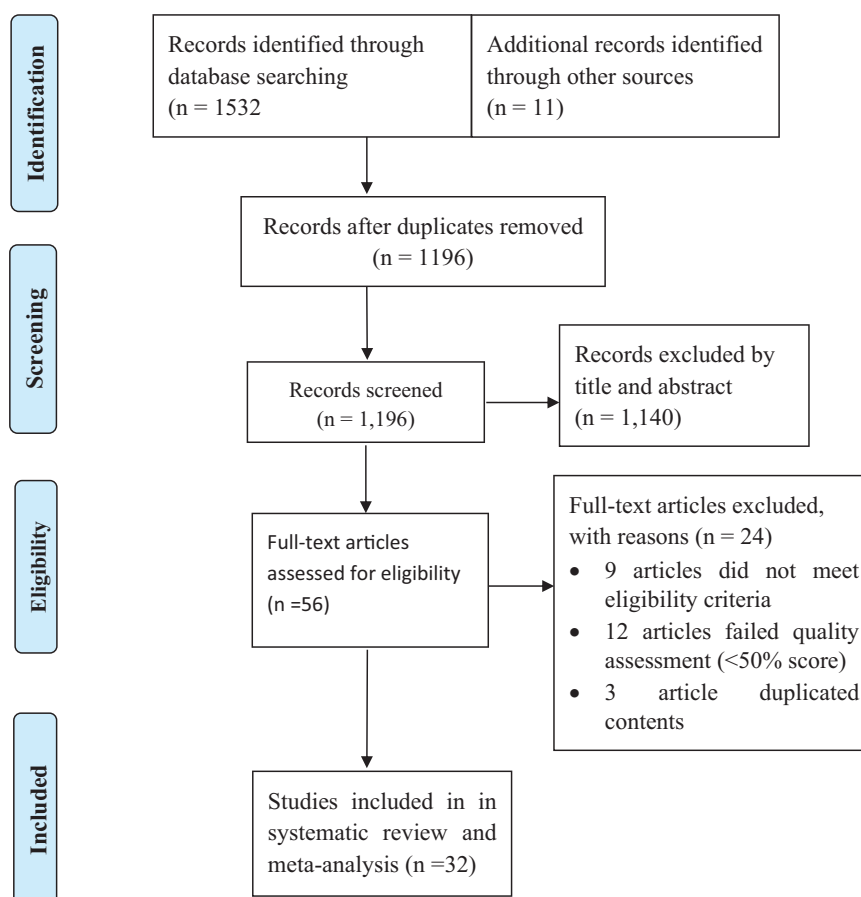 Identification
Records identified through
database searching
(n = 1532
Additional records identified
through other sources
(n = 11)
Records after duplicates removed
(n = 1196)
Screening
Records screened
(n = 1,196)
Records excluded by
title and abstract
(n = 1,140)
Eligibility
Full-text articles
assessed for eligibility
(n =56)
Full-text articles excluded,
with reasons (n = 24)
• 9 articles did not meet
eligibility criteria
• 12 articles failed quality
assessment (<50% score)
• 3 article duplicated
contents
Included
Studies included in in
systematic review and
meta-analysis (n =32)